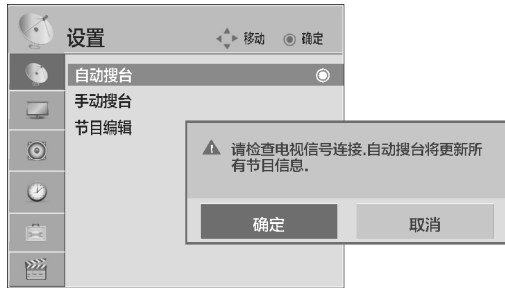 设置
移动 确定
自动搜台
手动搜台
节目编辑
请检查电视信号连接.自动搜台将更新所
有节目信息.
确定 取消